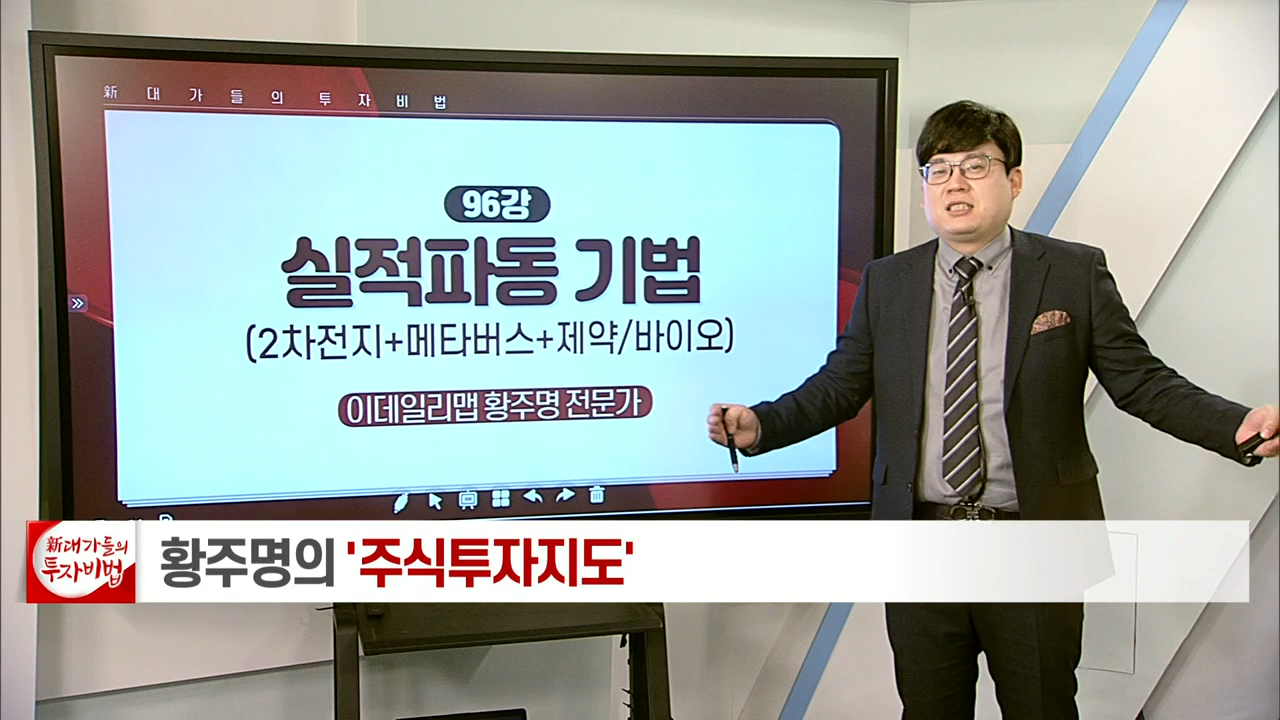 新 대 가 들 의 투 자 비 법
96강
실적파동 기법
(2차전지+메타버스+제약/바이오)
이데일리맵 황주명 전문가
新대가들의
투자비법
황주명의 '주식투자지도'